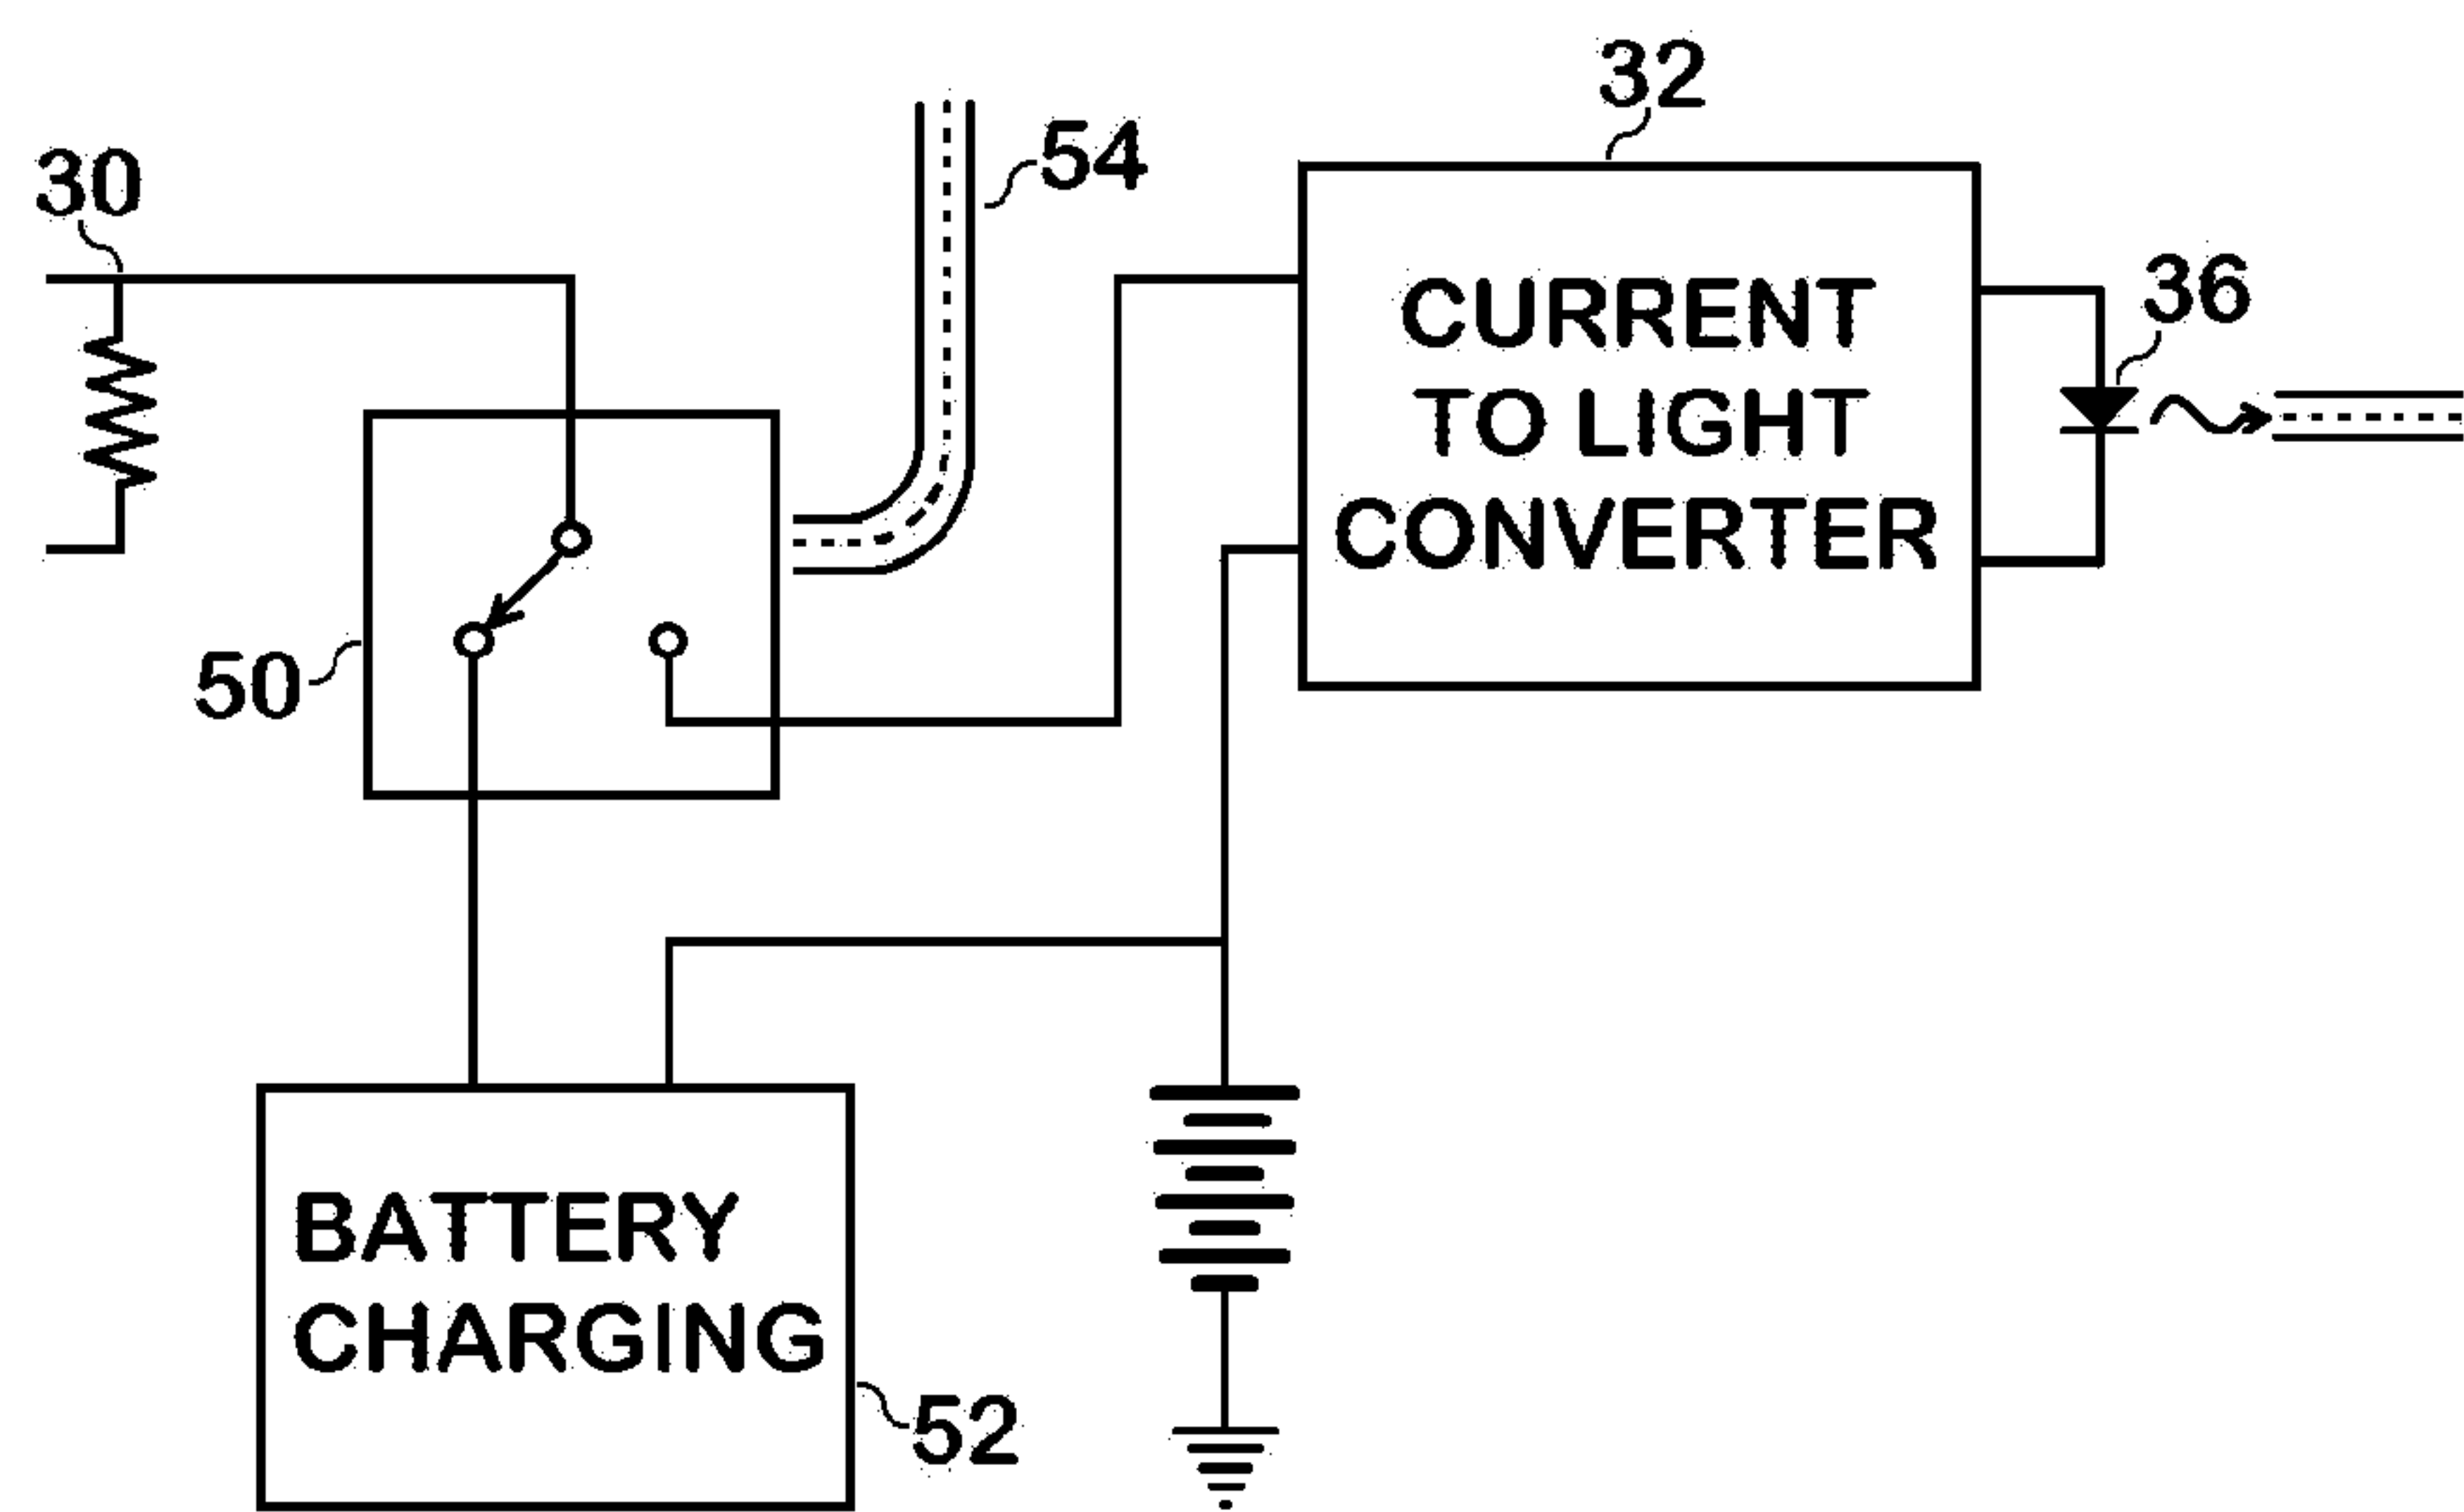 32
54
30
36
CURRENT
TO LIGHT
CONVERTER
50
BATTERY
CHARGING
52